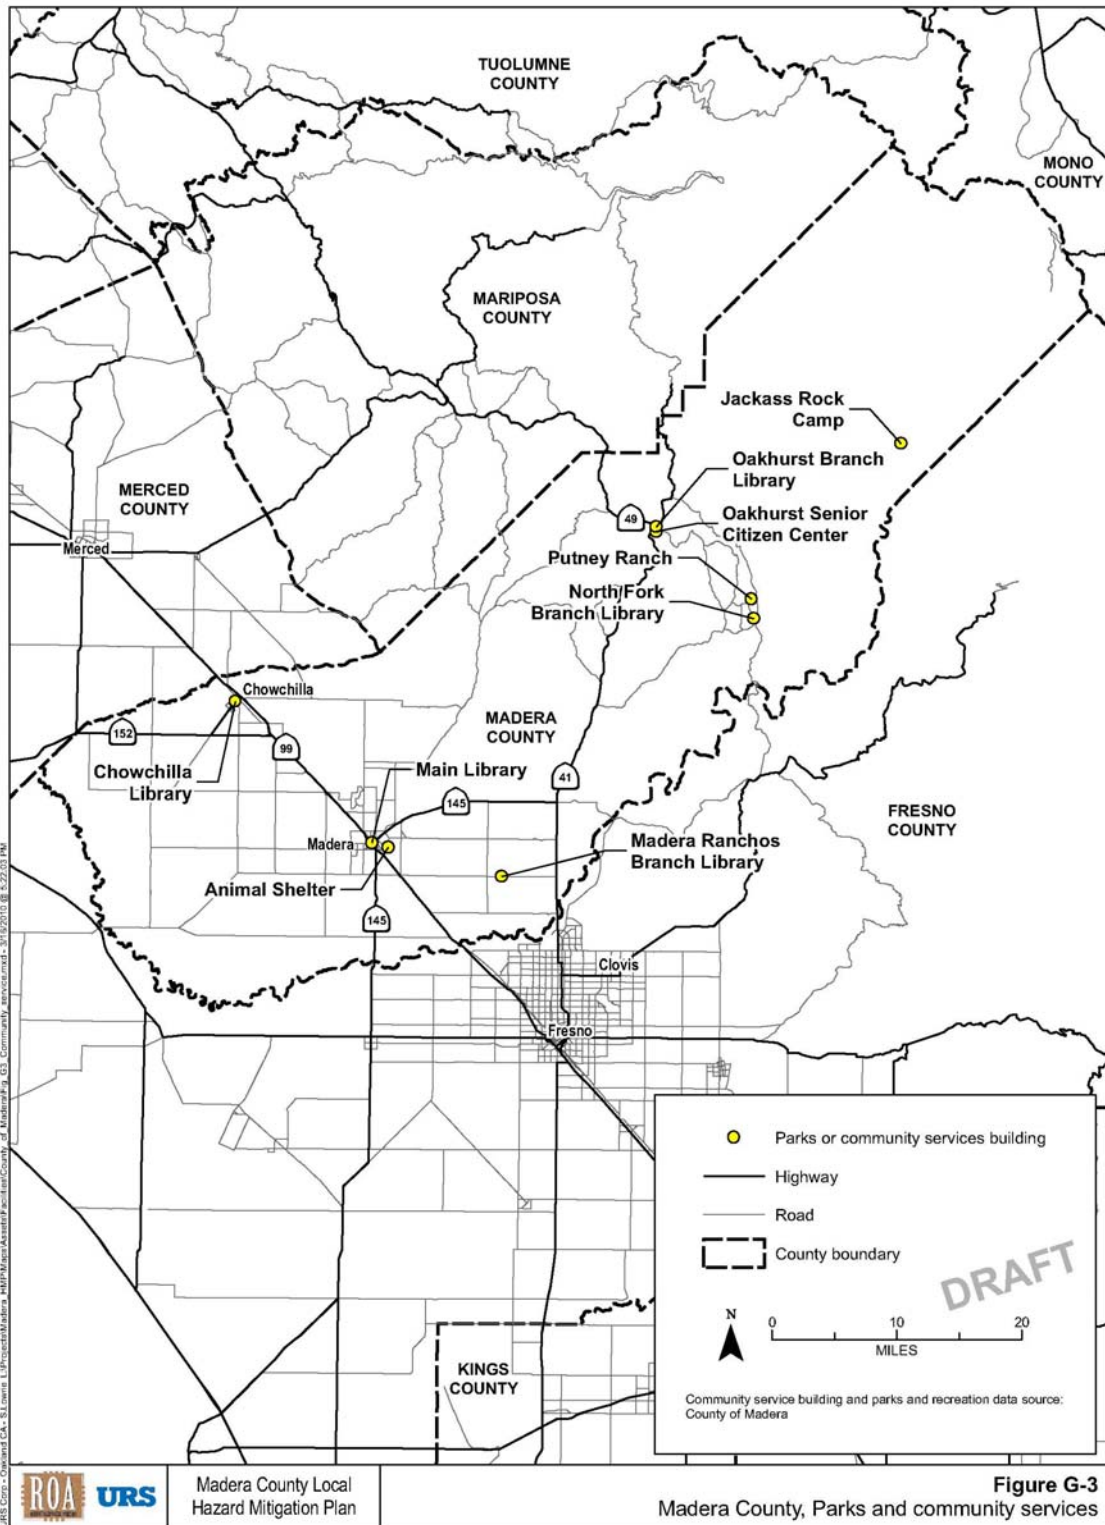 TUOLUMNE
COUNTY
MONO
COUNTY
MARIPOSA
COUNTY
Jackass Rock
Camp
Oakhurst Branch
Library
MERCED
COUNTY
49
Oakhurst Senior
Citizen Center
Merced
Putney Ranch
North Fork
Branch Library
Chowchilla
MADERA
COUNTY
152
99
Chowchilla
Library
Main Library
41
145
FRESNO
COUNTY
Madera
Madera Ranchos
Branch Library
Animal Shelter
145
Clovis
Fresno
Parks or community services building
Highway
Road
County boundary
DRAFT
N
0 10 20
MILES
KINGS
COUNTY
Community service building and parks and recreation data source:
County of Madera
ROA
URS
Madera County Local
Hazard Mitigation Plan
Figure G-3
Madera County, Parks and community services